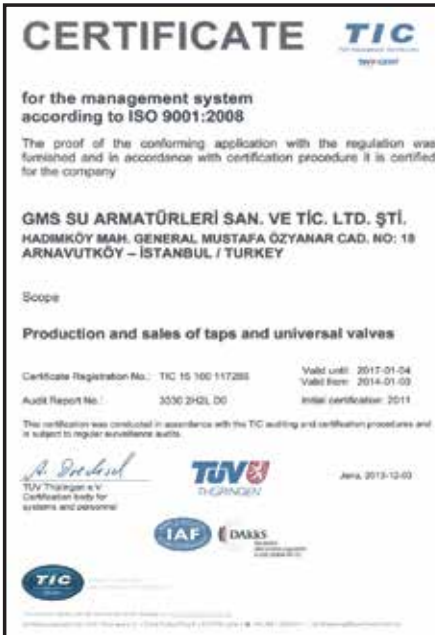 CERTIFICATE
TIC
for the management system
according to ISO 9001:2008
The proof of the conforming application with the regulation was
furnished and in accordance with certification procedure it is certified
for the company
GMS SU ARMATÜRLERİ SAN. VE TİC. LTD. ŞTİ.
HADIMKÖY MAH. GENERAL MUSTAFA ÖZYANAR CAD. NO: 18
ARNAVUTKÖY – İSTANBUL / TURKEY
Scope
Production and sales of taps and universal valves
Certificate Registration No.: TIC 15 100 117288
Valid until: 2017-01-04
Valid from: 2014-01-03
Audit Report No.: 3330 2H2L D0
Initial certification: 2011
This certification was conducted in accordance with the TIC auditing and certification procedures and
is subject to regular surveillance audits.
TÜV Thüringen e.V.
Certification body for
systems and personnel
TÜV
THÜRINGEN
Jena, 2013-12-03
IAF
DAkkS
TIC